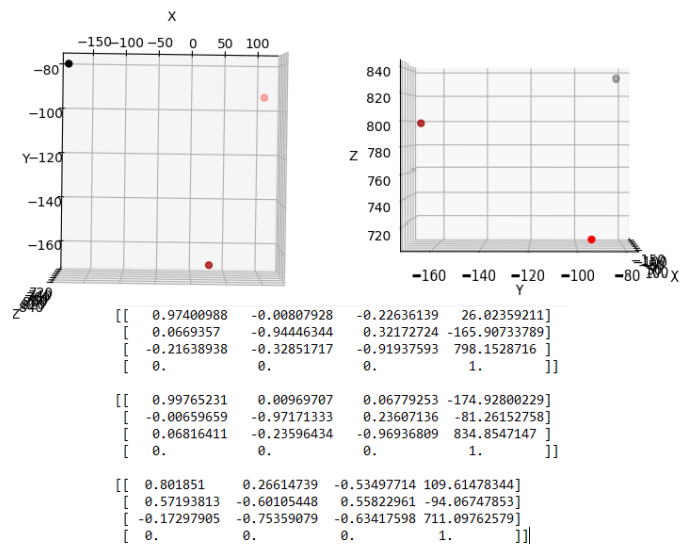 X
−150−100 −50 0 50 100
−80
−100
Y−120
−140
−160
Z
840
820
800
Z 780
760
740
720
−160 −140 −120 −100 −80
Y
X
[[ 0.97400988 -0.00807928 -0.22636139 26.02359211]
[ 0.0669357 -0.94446344 0.32172724 -165.90733789]
[ -0.21638938 -0.32851717 -0.91937593 798.1528716 ]
[ 0. 0. 0. 1. ]]
[[ 0.99765231 0.00969707 0.06779253 -174.92800229]
[ -0.00659659 -0.97171333 0.23607136 -81.26152758]
[ 0.06816411 -0.23596434 -0.96936809 834.8547147 ]
[ 0. 0. 0. 1. ]]
[[ 0.801851 0.26614739 -0.53497714 109.61478344]
[ 0.57193813 -0.60105448 0.55822961 -94.06747853]
[ -0.17297905 -0.75359079 -0.63417598 711.09762579]
[ 0. 0. 0. 1. ]]